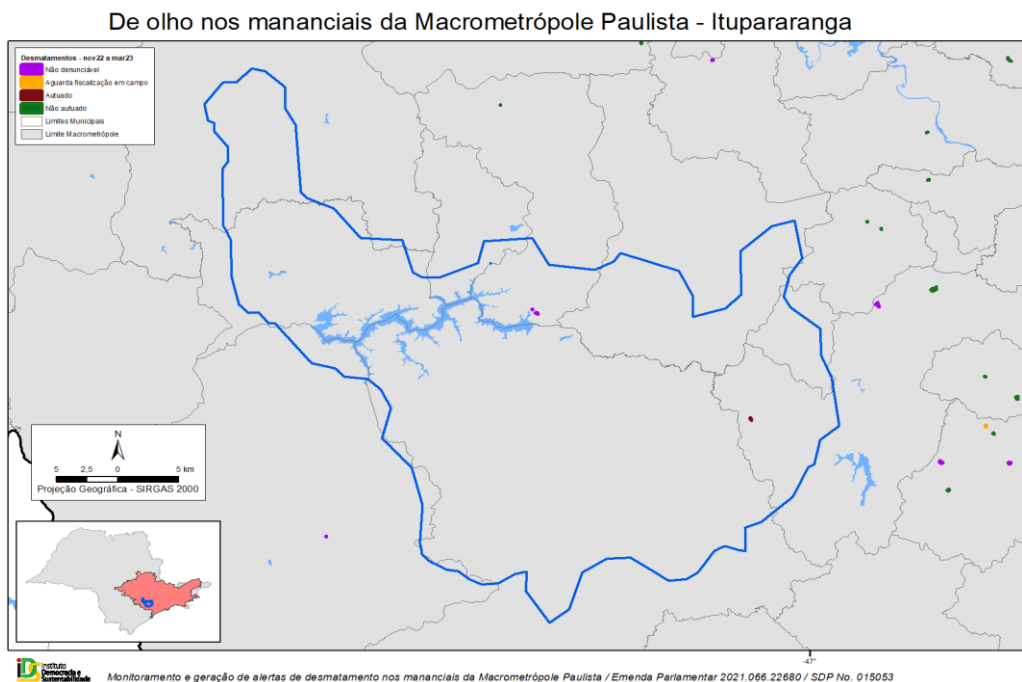 De olho nos mananciais da Macrometrópole Paulista - Itupararanga
Desmatamentos - nov22 a mar23
Não denunciável
Aguarda fiscalização em campo
Autuado
Não autuado
Limites Municipais
Limite Macrometrópole
N
5 2,5 0 5 km
Projeção Geográfica - SIRGAS 2000
-47°
IDS Instituto
Democracia e
Sustentabilidade
Monitoramento e geração de alertas de desmatamento nos mananciais da Macrometrópole Paulista / Emenda Parlamentar 2021.066.22680 / SDP No. 015053